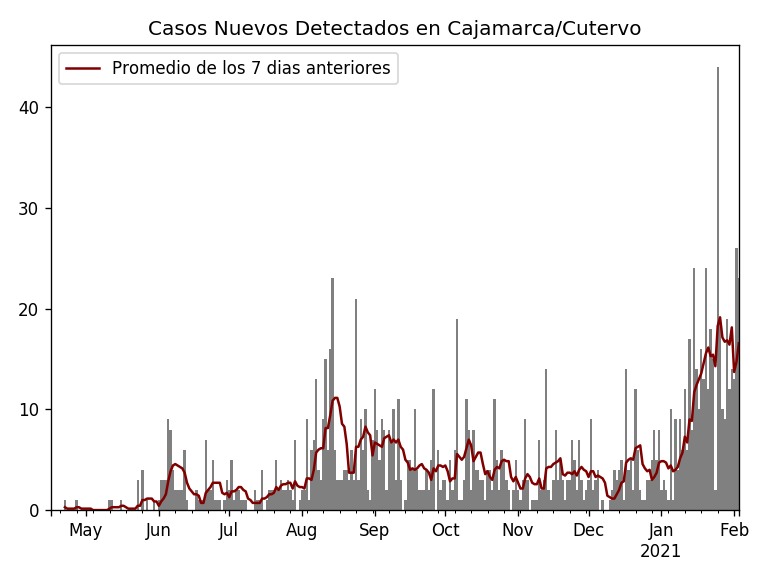 Casos Nuevos Detectados en Cajamarca/Cutervo
Promedio de los 7 dias anteriores
40
30
20
10
0
May Jun Jul Aug Sep Oct Nov Dec Jan Feb
2021